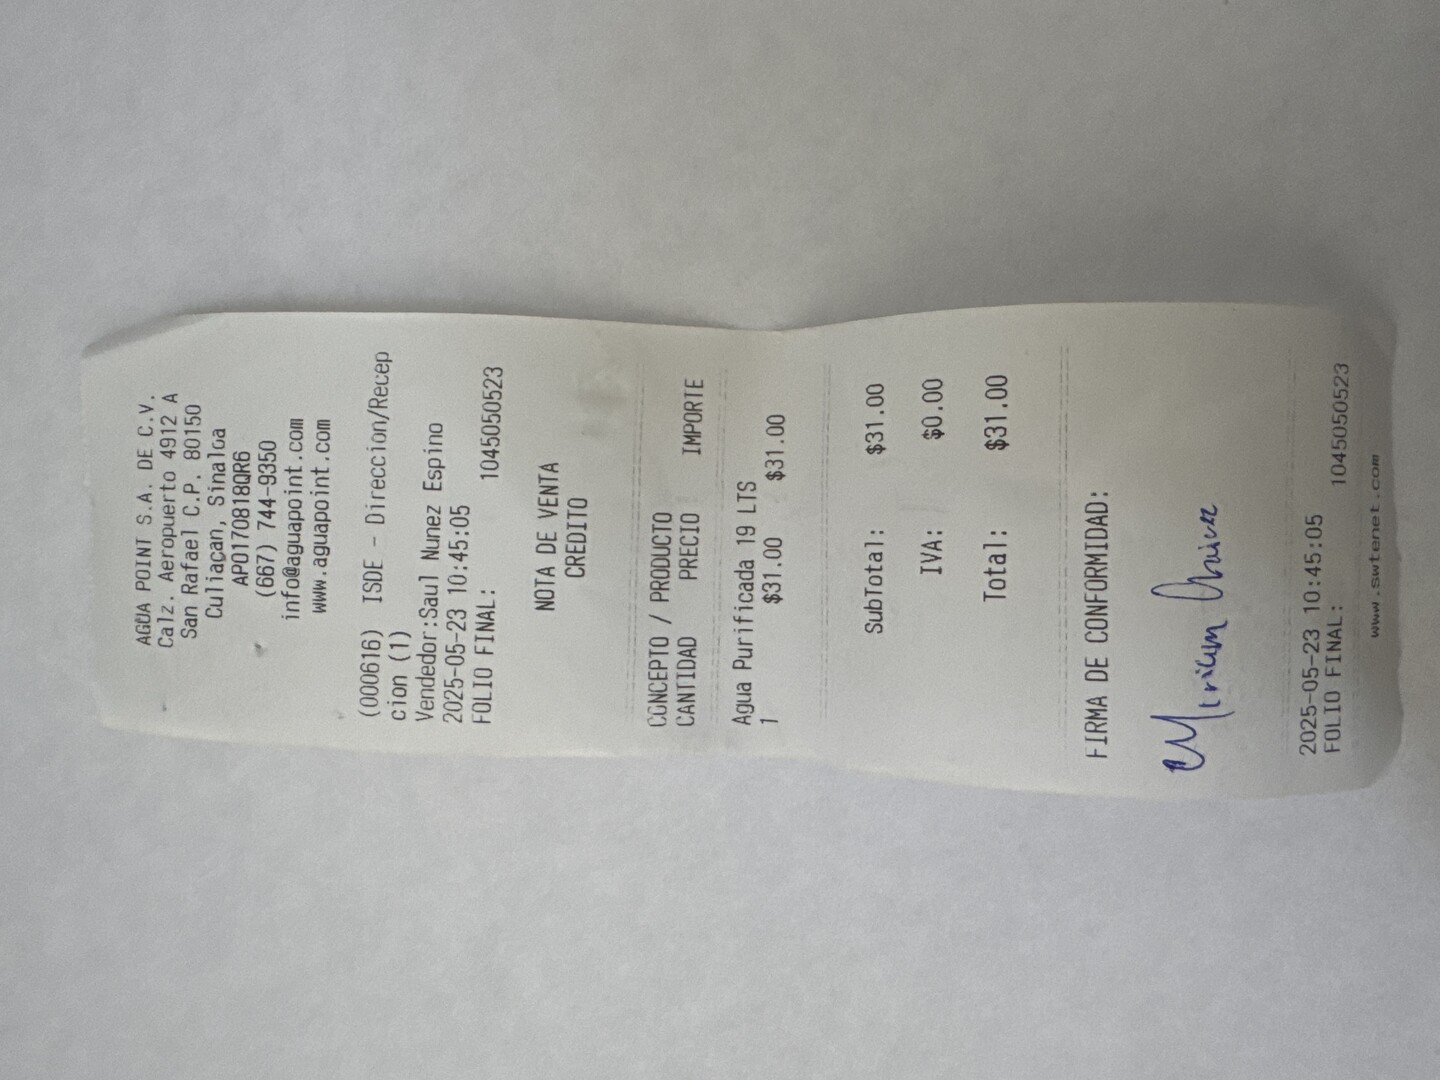 AGUA POINT S.A. DE C.V.
Calz. Aeropuerto 4912 A
San Rafael C.P. 80150
Culiacan, Sinaloa
APO170818QR6
(667) 744-9350
info@aguapoint.com
www.aguapoint.com
(000616) ISDE - Direccion/Recep
cion (1)
Vendedor:Saul Nunez Espino
2025-05-23 10:45:05
FOLIO FINAL: 1045050523
NOTA DE VENTA
CREDITO
CONCEPTO / PRODUCTO
CANTIDAD PRECIO IMPORTE
Agua Purificada 19 LTS
1 $31.00 $31.00
SubTotal: $31.00
IVA: $0.00
Total: $31.00
FIRMA DE CONFORMIDAD:
Miriam
2025-05-23 10:45:05
FOLIO FINAL: 1045050523
www.swtenet.com